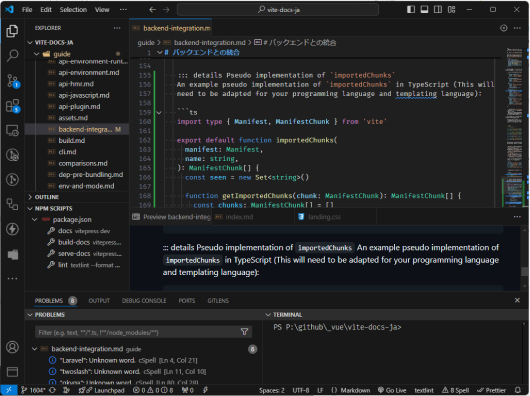 File Edit Selection View ···
vite-docs-ja
EXPLORER
VITE-DOCS-JA
guide
api-environment-runt...
api-environment.md
api-hmr.md
api-javascript.md
api-plugin.md
assets.md
backend-integra... M
build.md
cli.md
comparisons.md
dep-pre-bundling.md
env-and-mode.md
OUTLINE
NPM SCRIPTS
package.json
docs vitepress dev
build-docs vitepress...
serve-docs vitepress...
lint textlint --format ...
backend-integration.m
guide > backend-integration.md > # バックエンドとの統合
1 # バックエンドとの統合
154
155 ::: details Pseudo implementation of `importedChunks`
156 An example pseudo implementation of `importedChunks` in TypeScript (This will
need to be adapted for your programming language and templating language):
158
159 ```ts
160 import type { Manifest, ManifestChunk } from 'vite'
161
162 export default function importedChunks(
163 manifest: Manifest,
164 name: string,
165 ): ManifestChunk[] {
166 const seen = new Set<string>()
167 function getImportedChunks(chunk: ManifestChunk): ManifestChunk[] {
168 const chunks: ManifestChunk[] = []
Preview backend-integ
index.md
landing.css
::: details Pseudo implementation of importedChunks An example pseudo implementation of
importedChunks in TypeScript (This will need to be adapted for your programming language
and templating language):
PROBLEMS 8 OUTPUT DEBUG CONSOLE PORTS GITLENS
PROBLEMS
Filter (e.g. text, **/*.ts, !**/node_modules/**)
backend-integration.md guide 8
"Laravel": Unknown word. cSpell [Ln 4, Col 21]
"twoslash": Unknown word. cSpell [Ln 11, Col 10]
Unknown word. cSpell [Ln 80, Col 28]
TERMINAL
PS P:\github\_vue\vite-docs-ja>
1604* Launchpad 0 0 8 0 Spaces: 2 UTF-8 LF Markdown Go Live textlint 8 Spell Prettier